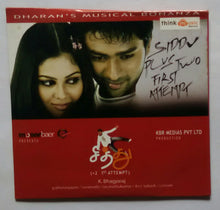 DHARAN'S MUSICAL BONANZA
think
SIDDU
PLUS TWO
FIRST
ATTEMPT
moserbaer
PRESENTS
KBR MEDIAS PVT LTD
PRODUCTION
சித்து
(+2 1st ATTEMPT)
K. Bhagyaraj